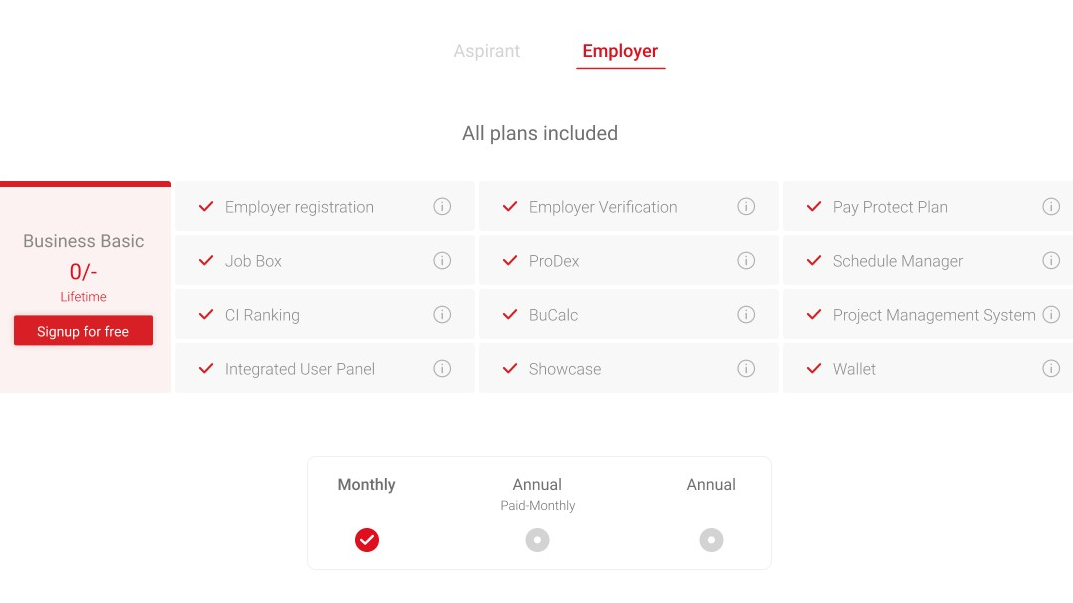 Aspirant
Employer
All plans included
Business Basic
0/-
Lifetime
Signup for free
Employer registration
Employer Verification
Pay Protect Plan
Job Box
ProDex
Schedule Manager
CI Ranking
BuCalc
Project Management System
Integrated User Panel
Showcase
Wallet
Monthly
Annual
Paid-Monthly
Annual